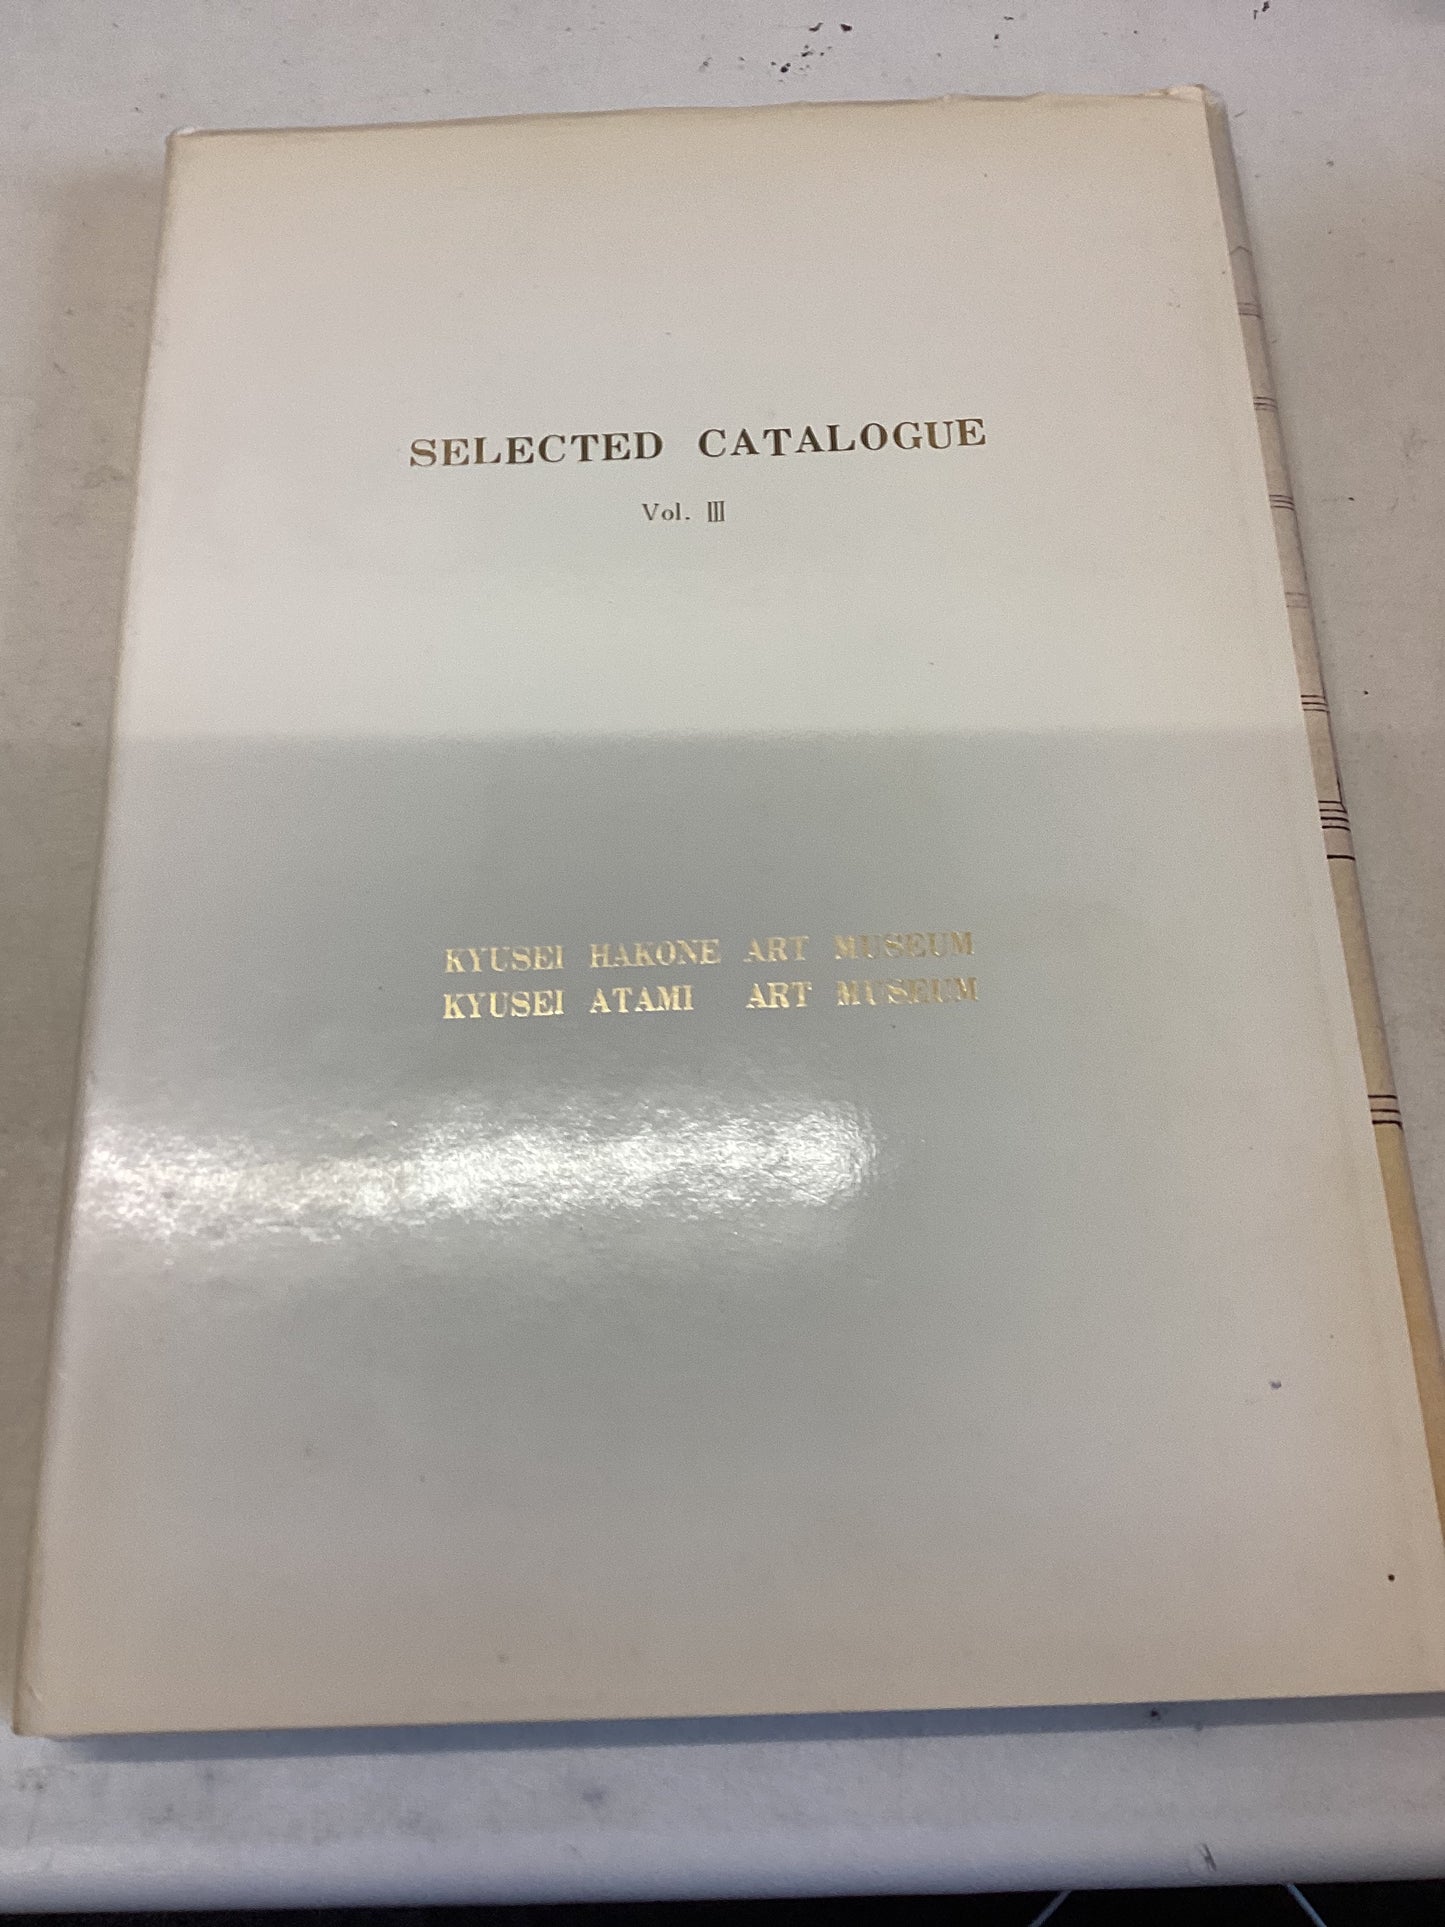 SELECTED CATALOGUE
Vol. Ⅲ
KYUSEI HAKONE ART MUSEUM
KYUSEI ATAMI ART MUSEUM